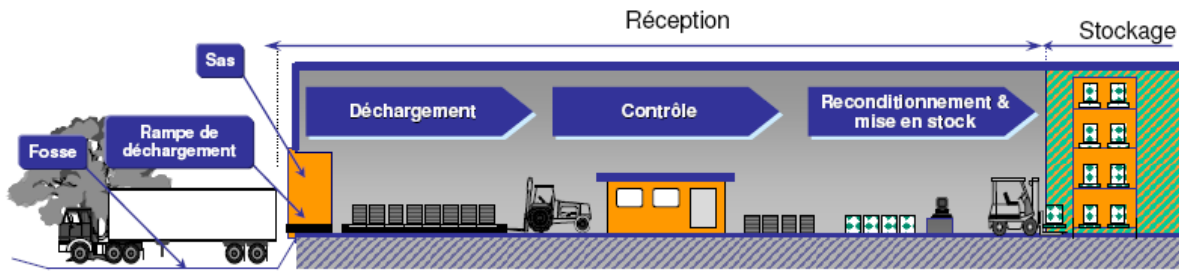 Réception
Stockage
Sas
Déchargement
Contrôle
Reconditionnement &
mise en stock
Rampe de
déchargement
Fosse